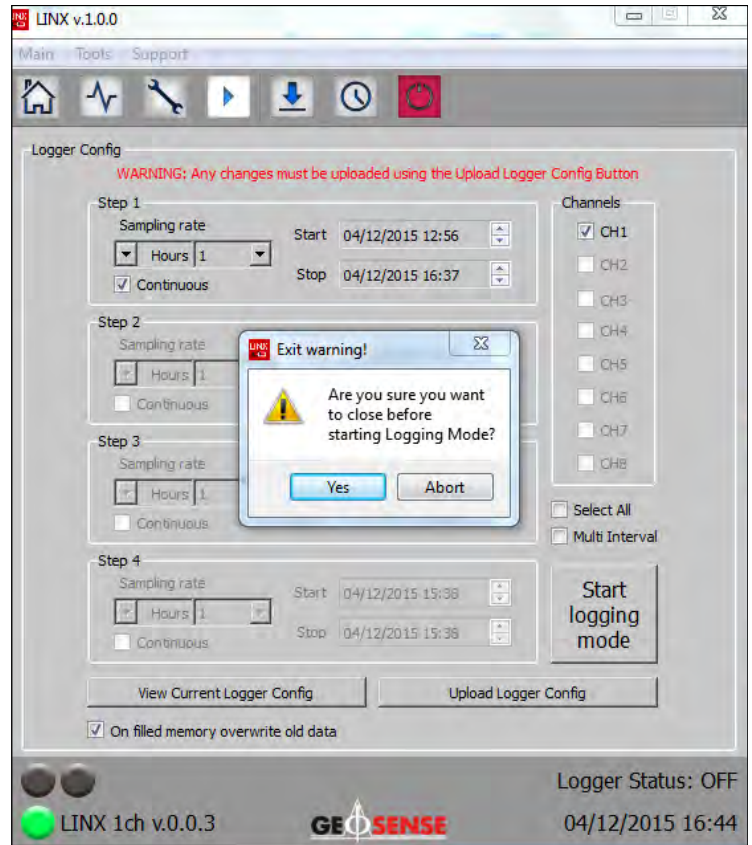 LINX v.1.0.0
Main Tools Support
Logger Config
WARNING: Any changes must be uploaded using the Upload Logger Config Button
Step 1
Sampling rate
Hours 1
Continuous
Start 04/12/2015 12:56
Stop 04/12/2015 16:37
Channels
CH1
CH2
CH3
CH4
CH5
CH6
CH7
CH8
Step 2
Sampling rate
Hours 1
Continuous
Step 3
Sampling rate
Hours 1
Continuous
LINX
Exit warning!
Are you sure you want
to close before
starting Logging Mode?
Yes
Abort
Select All
Multi Interval
Step 4
Sampling rate
Hours 1
Continuous
Start 04/12/2015 15:38
Stop 04/12/2015 15:38
Start
logging
mode
View Current Logger Config
Upload Logger Config
On filled memory overwrite old data
Logger Status: OFF
LINX 1ch v.0.0.3
GEOSENSE
04/12/2015 16:44